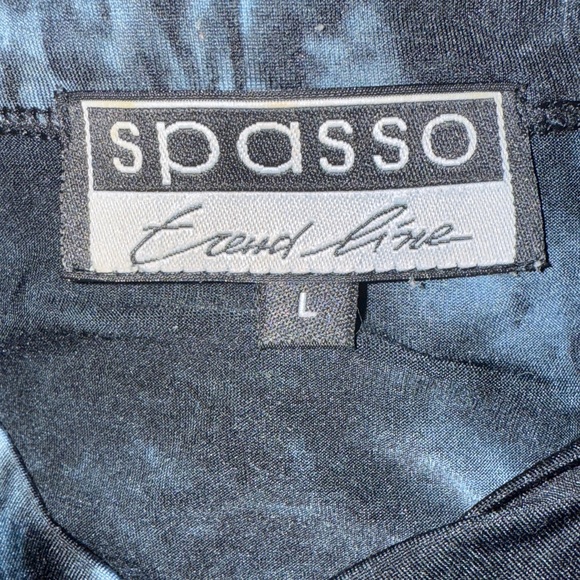 spasso
trend line
L